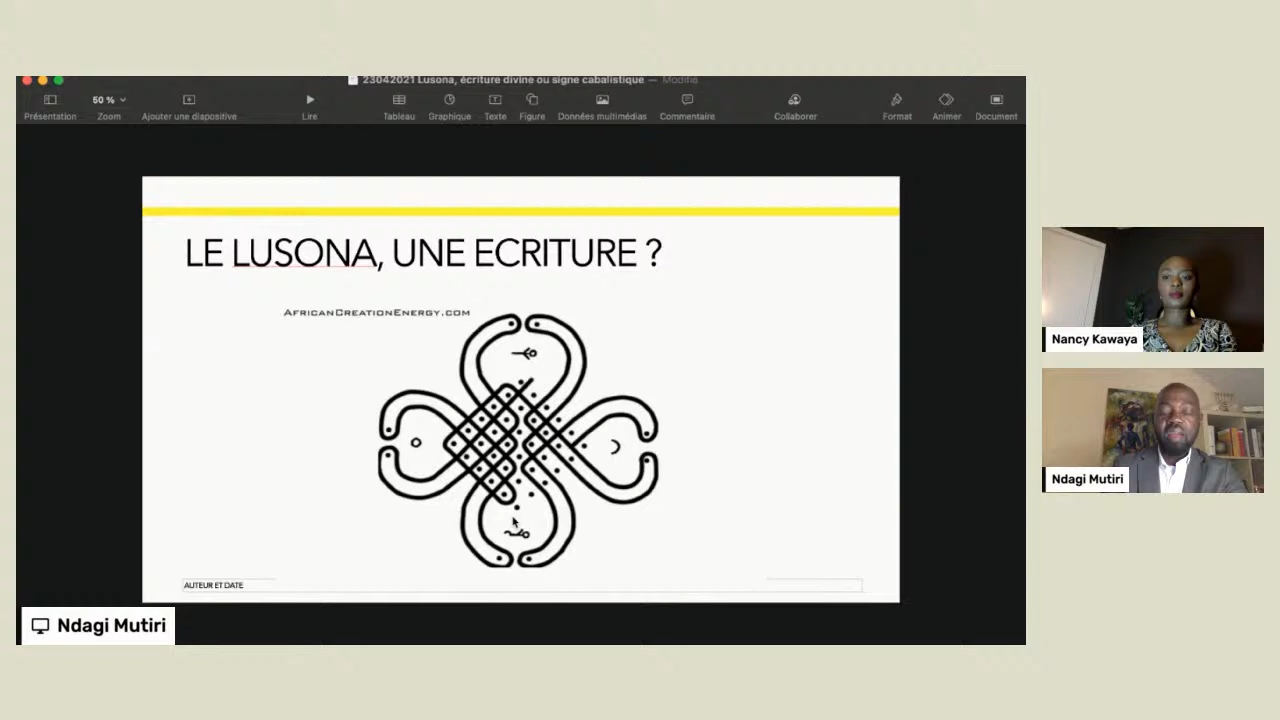 23042021 Lusona, écriture divine ou signe cabalistique — Modifié
50 %
Présentation
Zoom
Ajouter une diapositive
Lire
Tableau
Graphique
Texte
Figure
Données multimédias
Commentaire
Collaborer
Format
Animer
Document
LE LUSONA, UNE ECRITURE ?
AfricanCreationEnergy.com
AUTEUR ET DATE
Ndagi Mutiri
Nancy Kawaya
Ndagi Mutiri